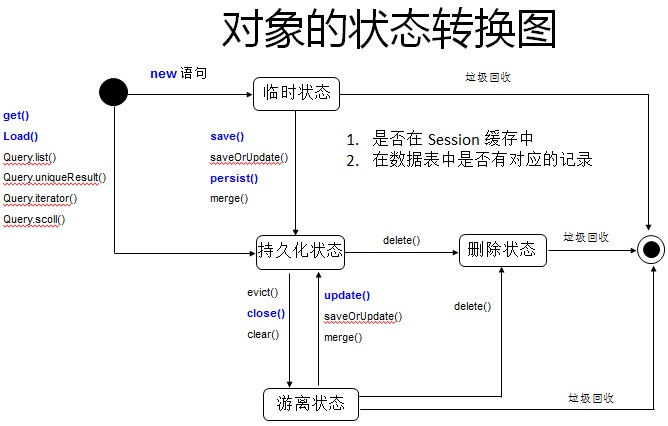 对象的状态转换图
new 语句
临时状态
垃圾回收
get()
Load()
Query.list()
Query.uniqueResult()
Query.iterator()
Query.scoll()
save()
saveOrUpdate()
persist()
merge()
1. 是否在 Session 缓存中
2. 在数据表中是否有对应的记录
持久化状态
delete()
删除状态
垃圾回收
evict()
close()
clear()
update()
saveOrUpdate()
merge()
delete()
游离状态
垃圾回收